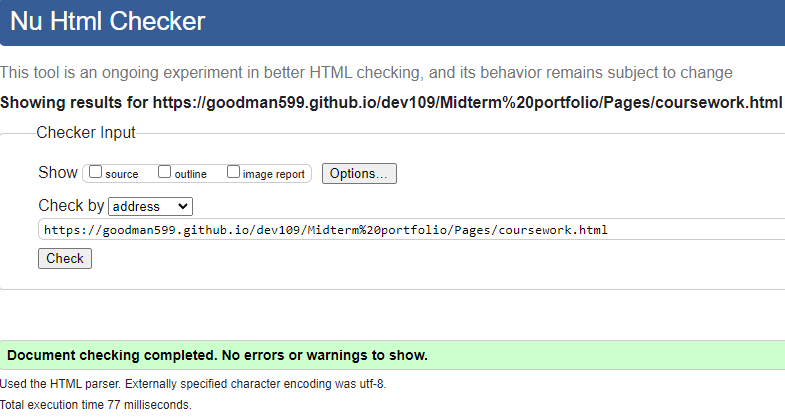 Nu Html Checker
This tool is an ongoing experiment in better HTML checking, and its behavior remains subject to change
Showing results for https://goodman599.github.io/dev109/Midterm%20portfolio/Pages/coursework.html
Checker Input
Show source outline image report Options...
Check by address
https://goodman599.github.io/dev109/Midterm%20portfolio/Pages/coursework.html
Check
Document checking completed. No errors or warnings to show.
Used the HTML parser. Externally specified character encoding was utf-8.
Total execution time 77 milliseconds.